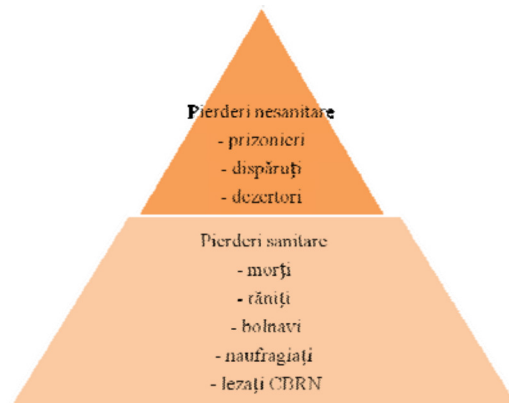 Pierderi nesanitare
- prizonieri
- dispăruți
- dezertori
Pierderi sanitare
- morți
- răniți
- bolnavi
- naufragiați
- lezați CBRN